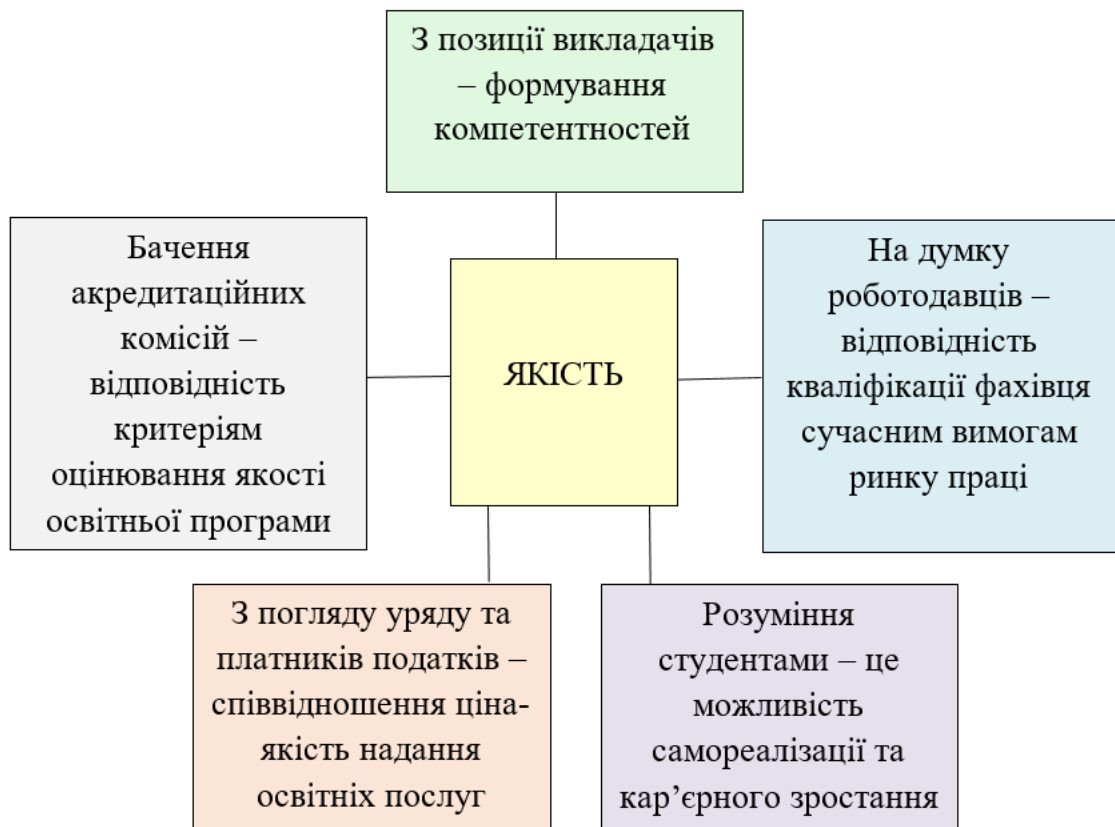 З позиції викладачів
– формування
компетентностей
Бачення
акредитаційних
комісій –
відповідність
критеріям
оцінювання якості
освітньої програми
ЯКІСТЬ
На думку
роботодавців –
відповідність
кваліфікації фахівця
сучасним вимогам
ринку праці
З погляду уряду та
платників податків –
співвідношення ціна-
якість надання
освітніх послуг
Розуміння
студентами – це
можливість
самореалізації та
кар’єрного зростання